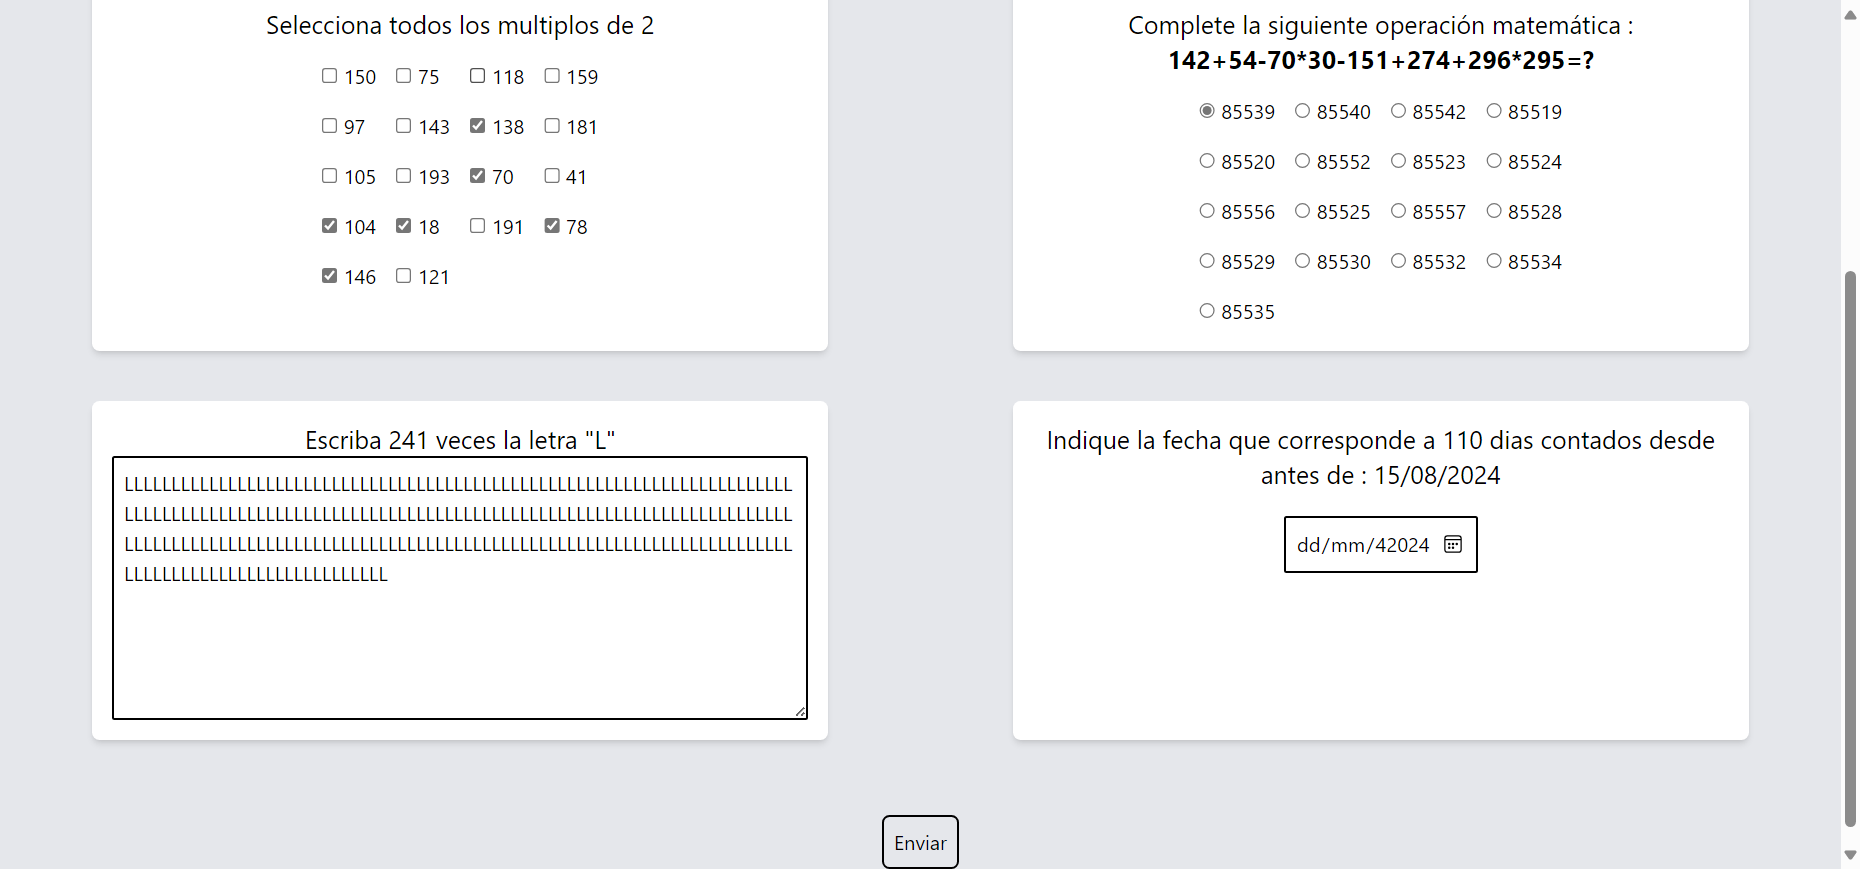 Selecciona todos los multiplos de 2
150 75 118 159
97 143 138 181
105 193 70 41
104 18 191 78
146 121
Complete la siguiente operación matemática :
142+54-70*30-151+274+296*295=?
85539 85540 85542 85519
85520 85552 85523 85524
85556 85525 85557 85528
85529 85530 85532 85534
85535
Escriba 241 veces la letra "L"
LLLLLLLLLLLLLLLLLLLLLLLLLLLLLLLLLLLLLLLLLLLLLLLLLLLLLLLLLLLLLLLLLLLLLLL
LLLLLLLLLLLLLLLLLLLLLLLLLLLLLLLLLLLLLLLLLLLLLLLLLLLLLLLLLLLLLLLLLLLLLLL
LLLLLLLLLLLLLLLLLLLLLLLLLLLLLLLLLLLLLLLLLLLLLLLLLLLLLLLLLLLLLLLLLLLLLLL
LLLLLLLLLLLLLLLLLLLLLLLLLLLL
Indique la fecha que corresponde a 110 dias contados desde
antes de : 15/08/2024
dd/mm/42024
Enviar